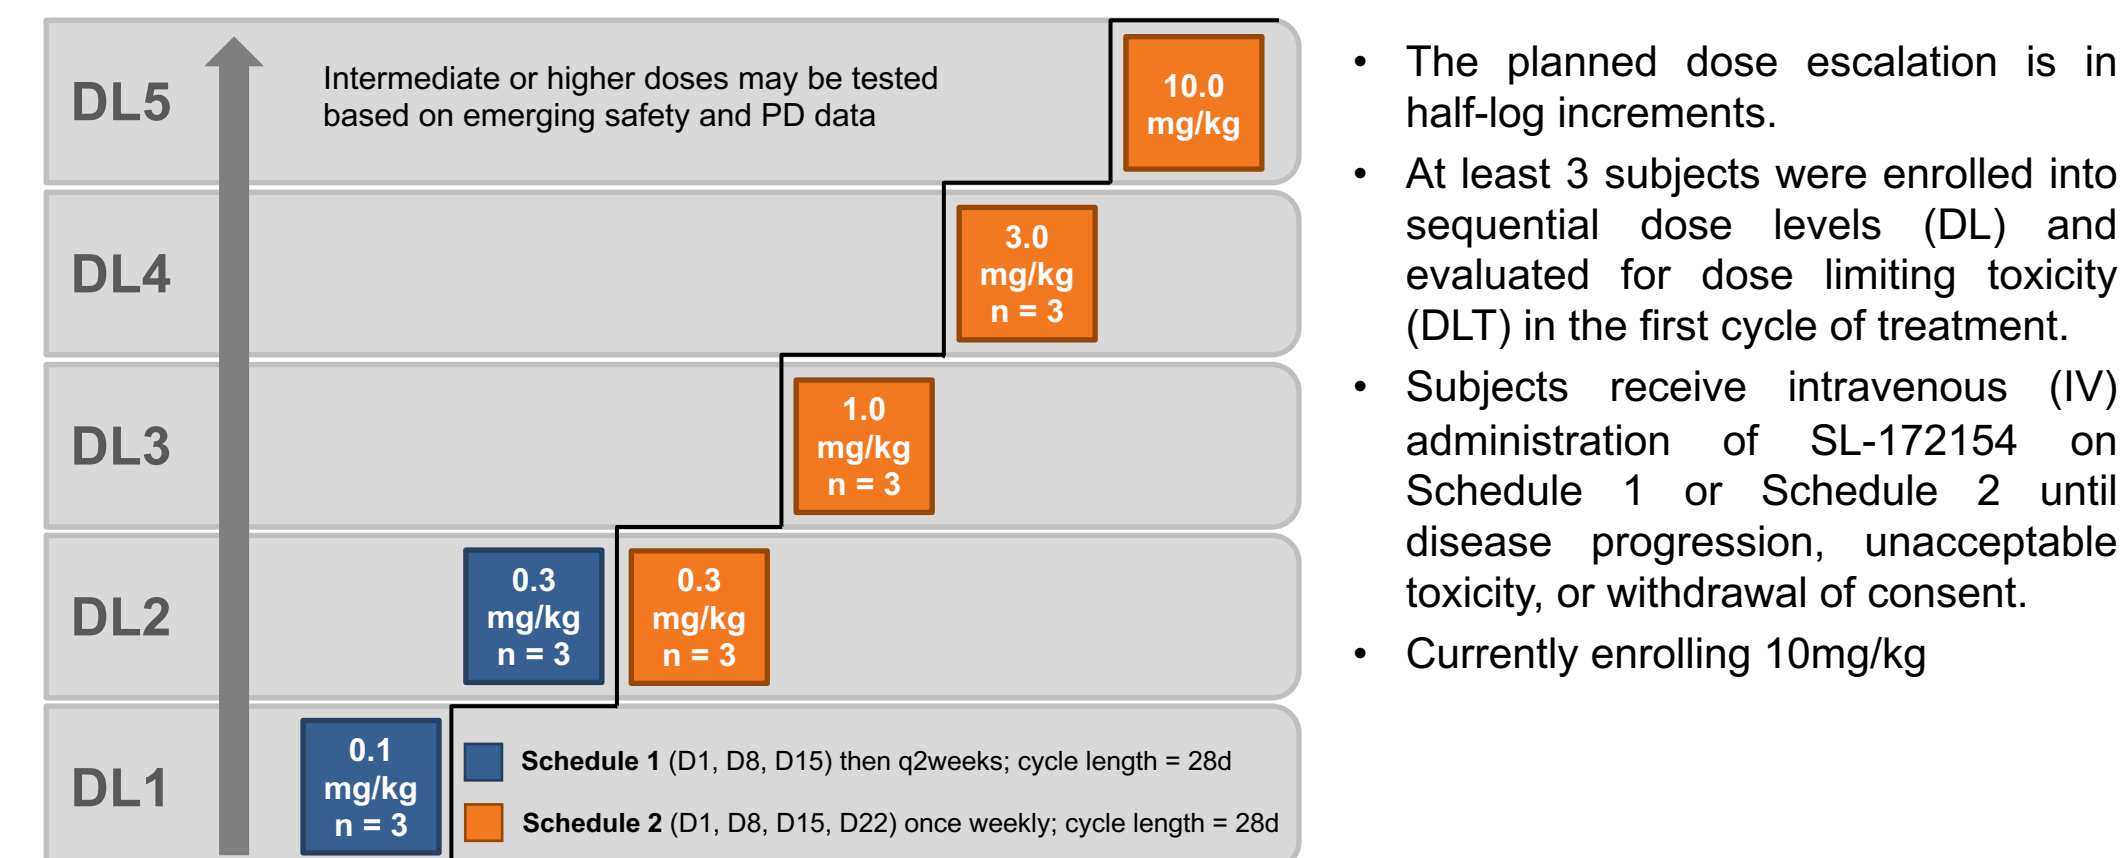 DL5
Intermediate or higher doses may be tested
based on emerging safety and PD data
10.0
mg/kg
DL4
3.0
mg/kg
n = 3
DL3
1.0
mg/kg
n = 3
DL2
0.3
mg/kg
n = 3
0.3
mg/kg
n = 3
DL1
0.1
mg/kg
n = 3
Schedule 1 (D1, D8, D15) then q2weeks; cycle length = 28d
Schedule 2 (D1, D8, D15, D22) once weekly; cycle length = 28d
• The planned dose escalation is in
half-log increments.
• At least 3 subjects were enrolled into
sequential dose levels (DL) and
evaluated for dose limiting toxicity
(DLT) in the first cycle of treatment.
• Subjects receive intravenous (IV)
administration of SL-172154 on
Schedule 1 or Schedule 2 until
disease progression, unacceptable
toxicity, or withdrawal of consent.
• Currently enrolling 10mg/kg